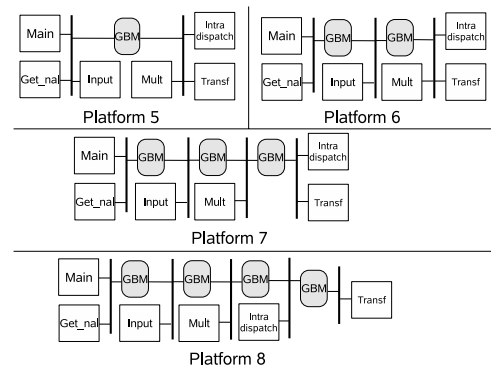 Main
GBM
Intra
dispatch
Get_nal
Input
Mult
Transf
Platform 5
Main
GBM
GBM
Intra
dispatch
Get_nal
Input
Mult
Transf
Platform 6
Main
GBM
GBM
GBM
Intra
dispatch
Get_nal
Input
Mult
Transf
Platform 7
Main
GBM
GBM
GBM
GBM
Transf
Get_nal
Input
Mult
Intra
dispatch
Platform 8